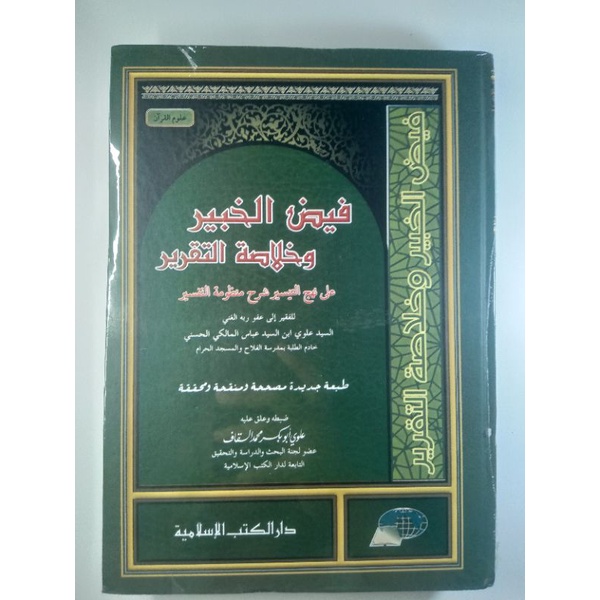 علوم القرآن
فيض الخبير
وخلاصة التقرير
على نهج التيسير شرح منظومة التفسير
للفقير إلى عفو ربه الغني
السيد علوي ابن السيد عباس المالكي الحسني
خادم الطلبة بمدرسة الفلاح والمسجد الحرام
طبعة جديدة مصححة ومنقحة ومحققة
ضبطه وعلق عليه
علوي أبو بكر محمد السقاف
عضو لجنة البحث والدراسة والتحقيق
التابعة لدار الكتب الإسلامية
دار الكتب الإسلامية
فيض الخبير وخلاصة التقرير